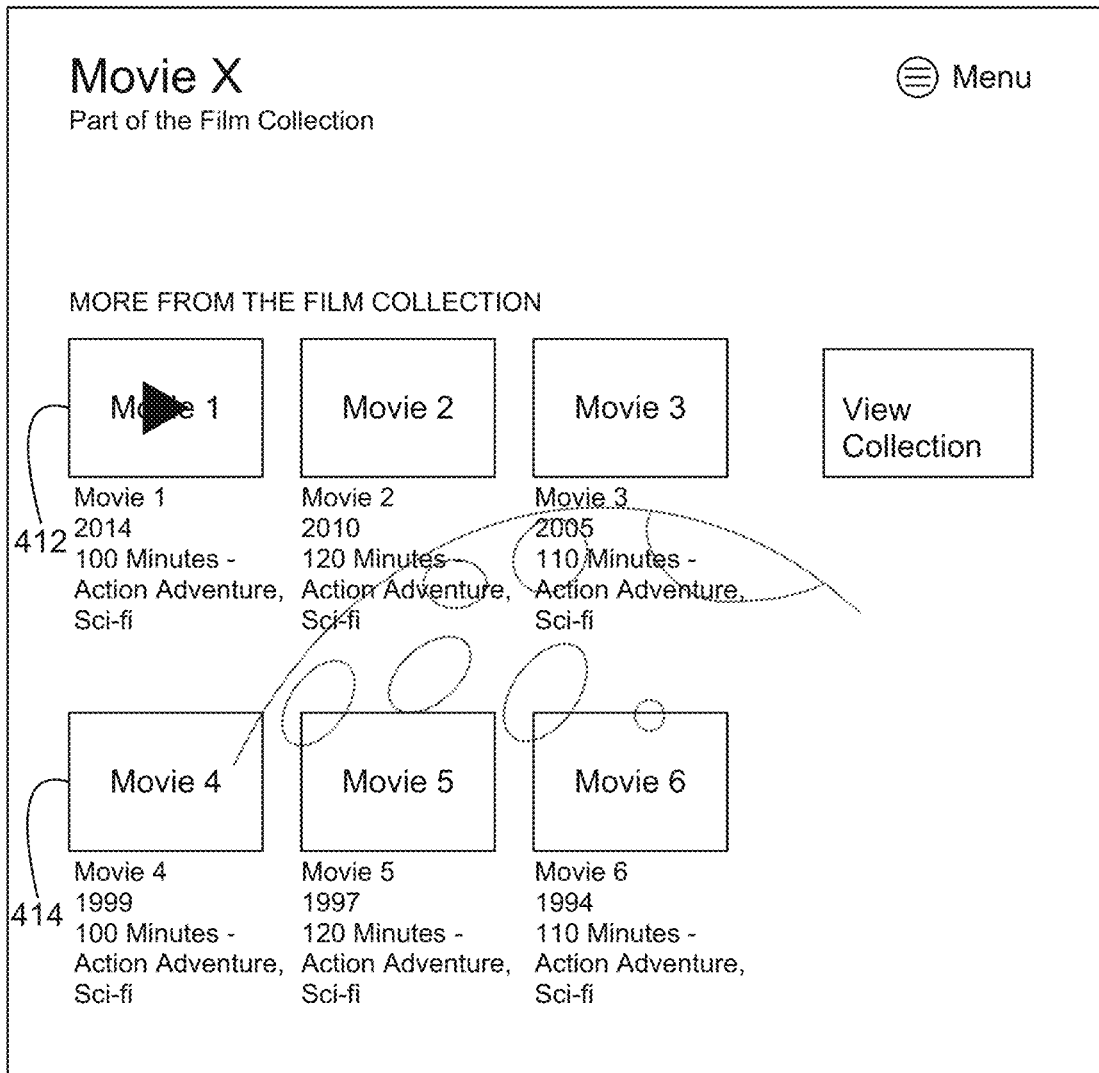 Movie X
Menu
Part of the Film Collection
MORE FROM THE FILM COLLECTION
Movie 1
Movie 2
Movie 3
View
Collection
412
Movie 1
2014
100 Minutes -
Action Adventure,
Sci-fi
Movie 2
2010
120 Minutes -
Action Adventure,
Sci-fi
Movie 3
2005
110 Minutes -
Action Adventure,
Sci-fi
Movie 4
Movie 5
Movie 6
414
Movie 4
1999
100 Minutes -
Action Adventure,
Sci-fi
Movie 5
1997
120 Minutes -
Action Adventure,
Sci-fi
Movie 6
1994
110 Minutes -
Action Adventure,
Sci-fi